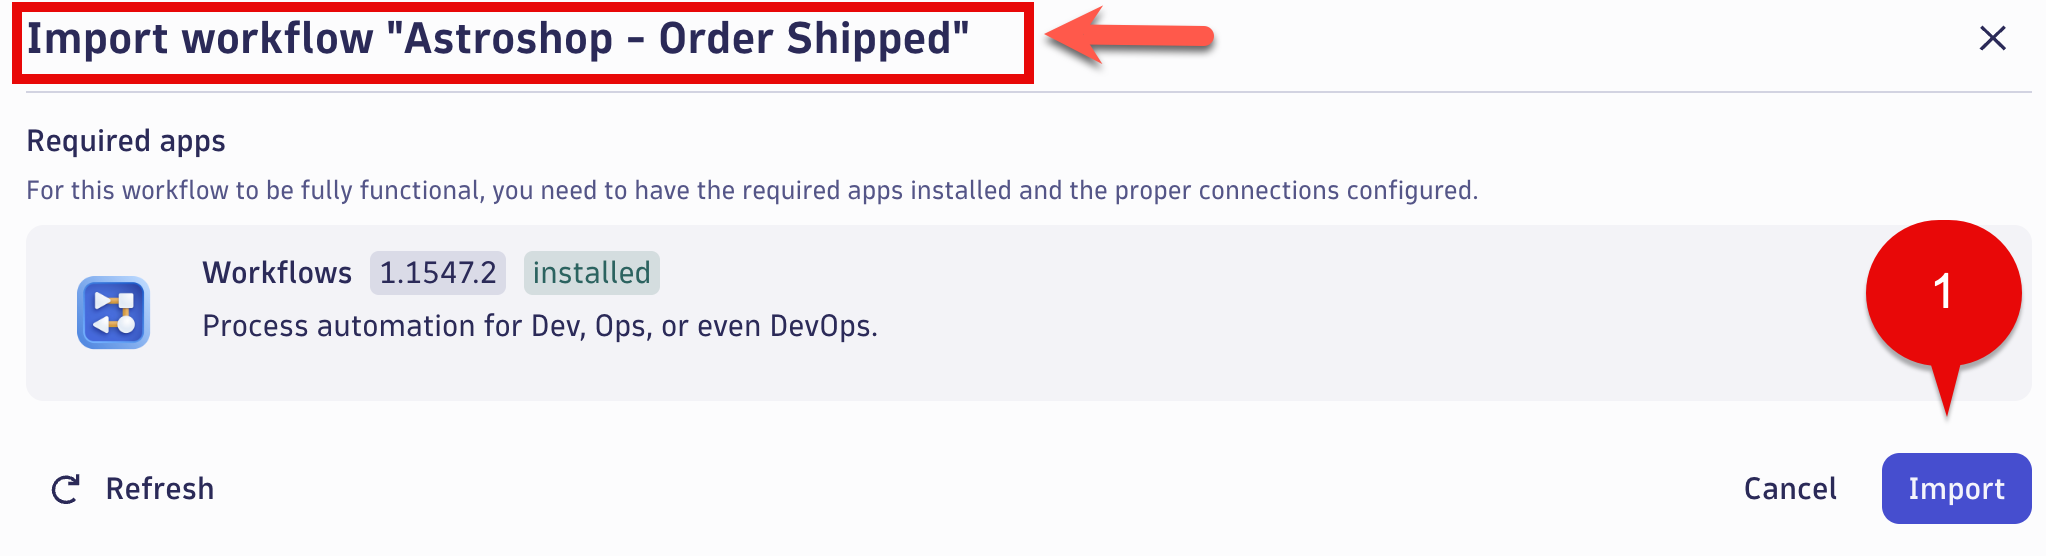 Import workflow "Astroshop - Order Shipped"
Required apps
For this workflow to be fully functional, you need to have the required apps installed and the proper connections configured.
Workflows 1.1547.2 installed
Process automation for Dev, Ops, or even DevOps.
1
Refresh Cancel Import